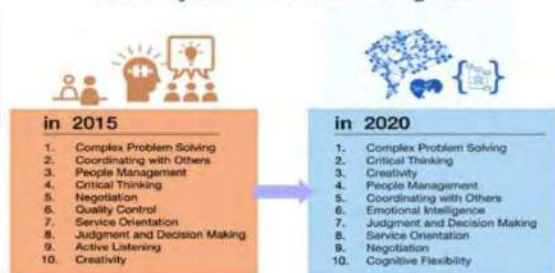 in 2015
1. Complex Problem Solving
2. Coordinating with Others
3. People Management
4. Critical Thinking
5. Negotiation
6. Quality Control
7. Service Orientation
8. Judgment and Decision Making
9. Active Listening
10. Creativity
in 2020
1. Complex Problem Solving
2. Critical Thinking
3. Creativity
4. People Management
5. Coordinating with Others
6. Emotional Intelligence
7. Judgment and Decision Making
8. Service Orientation
9. Negotiation
10. Cognitive Flexibility